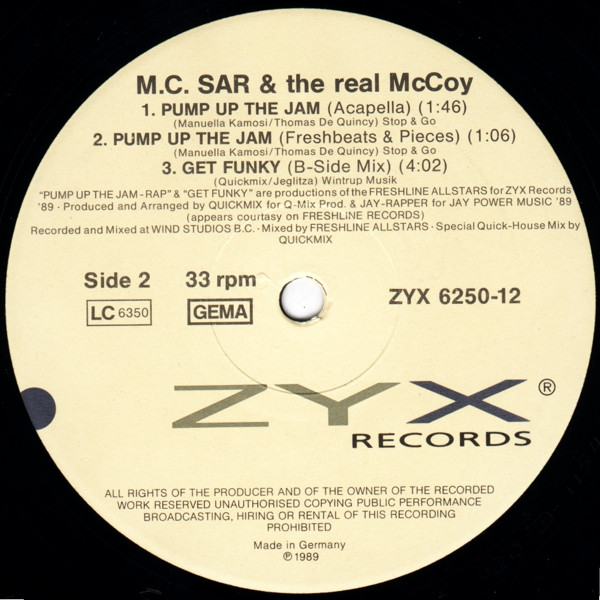 M.C. SAR & the real McCoy
1. PUMP UP THE JAM (Acapella) (1:46)
(Manuella Kamosi/Thomas De Quincy) Stop & Go
2. PUMP UP THE JAM (Freshbeats & Pieces) (1:06)
(Manuella Kamosi/Thomas De Quincy) Stop & Go
3. GET FUNKY (B-Side Mix) (4:02)
(Quickmix/Jeglitza) Wintrup Musik
"PUMP UP THE JAM-RAP" & "GET FUNKY" are productions of the FRESHLINE ALLSTARS for ZYX Records
'89 · Produced and Arranged by QUICKMIX for Q-Mix Prod. & JAY-RAPPER for JAY POWER MUSIC '89
(appears courtesy on FRESHLINE RECORDS)
Recorded and Mixed at WIND STUDIOS B.C. · Mixed by FRESHLINE ALLSTARS · Special Quick-House Mix by
QUICKMIX
Side 2 33 rpm
LC 6350 GEMA ZYX 6250-12
ZYX ®
RECORDS
ALL RIGHTS OF THE PRODUCER AND OF THE OWNER OF THE RECORDED
WORK RESERVED UNAUTHORISED COPYING PUBLIC PERFORMANCE
BROADCASTING, HIRING OR RENTAL OF THIS RECORDING
PROHIBITED
Made in Germany
℗ 1989